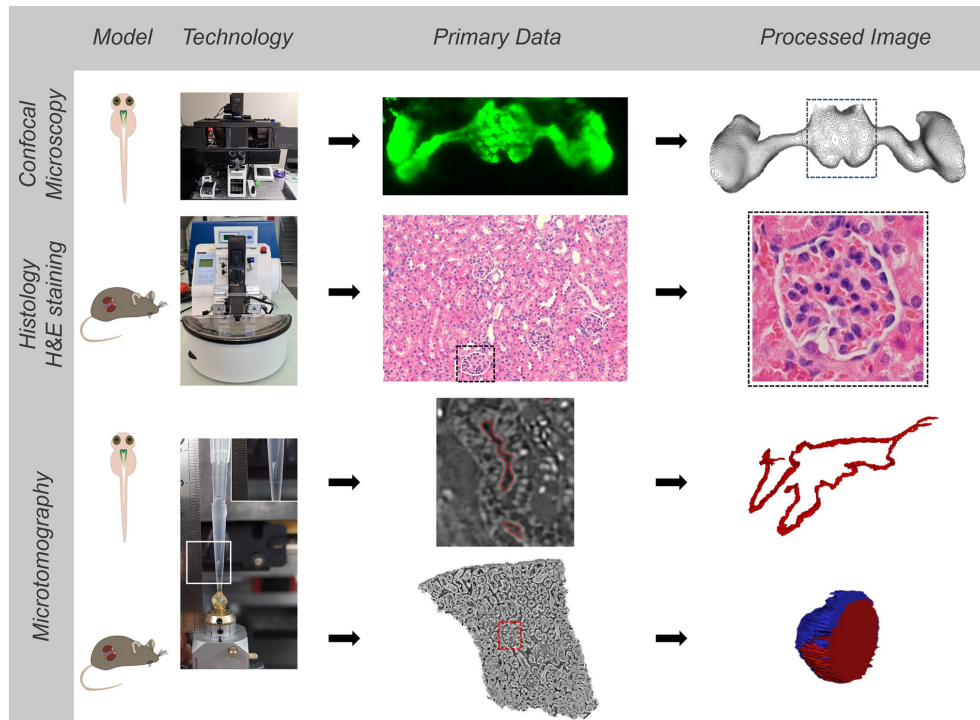 Model Technology Primary Data Processed Image
Confocal
Microscopy
Histology
H&E staining
Microtomography